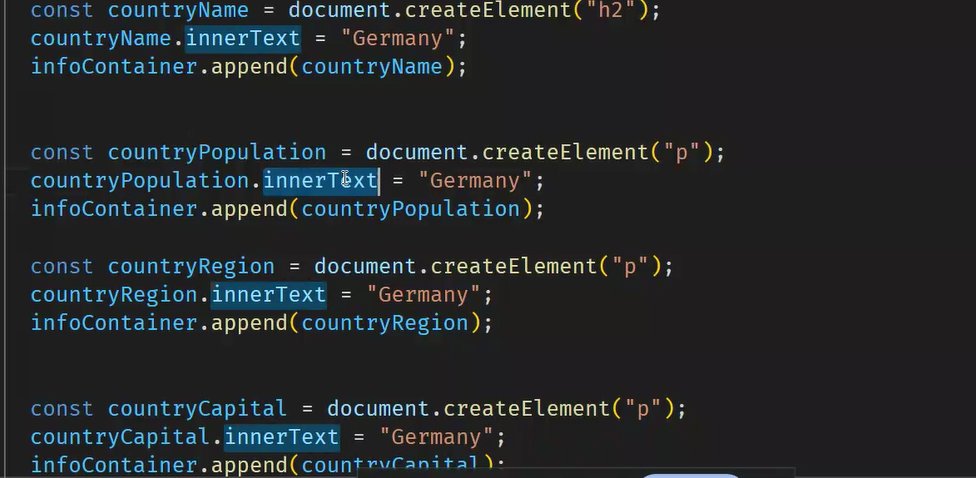 const countryName = document.createElement("h2");
countryName.innerText = "Germany";
infoContainer.append(countryName);
const countryPopulation = document.createElement("p");
countryPopulation.innerText = "Germany";
infoContainer.append(countryPopulation);
const countryRegion = document.createElement("p");
countryRegion.innerText = "Germany";
infoContainer.append(countryRegion);
const countryCapital = document.createElement("p");
countryCapital.innerText = "Germany";
infoContainer.append(countryCapital);